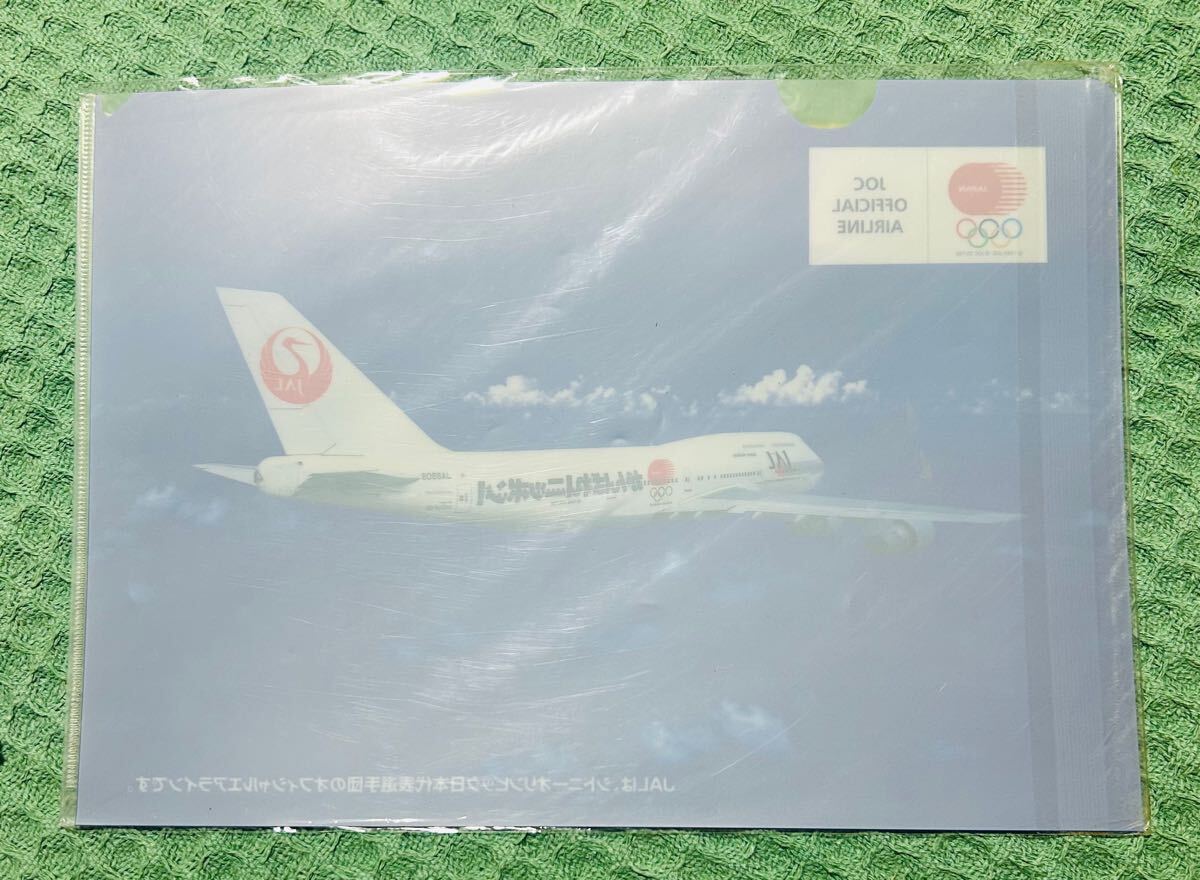 JOC
OFFICIAL
AIRLINE
JAPAN
JAL
JAL
がんばれ!ニッポン!
JALは、シドニーオリンピック日本代表選手団のオフィシャルエアラインです。